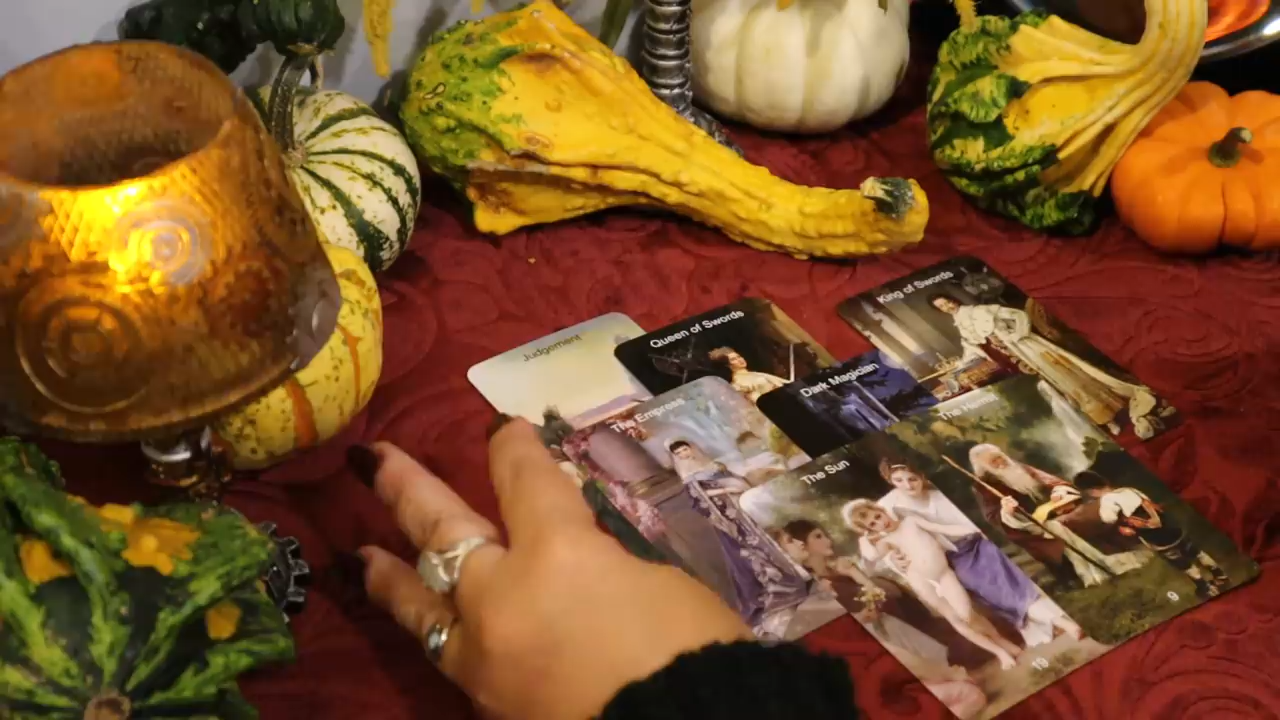 King of Swords
Queen of Swords
Judgement
Dark Magician
The Empress
The Hermit
The Sun
9
19